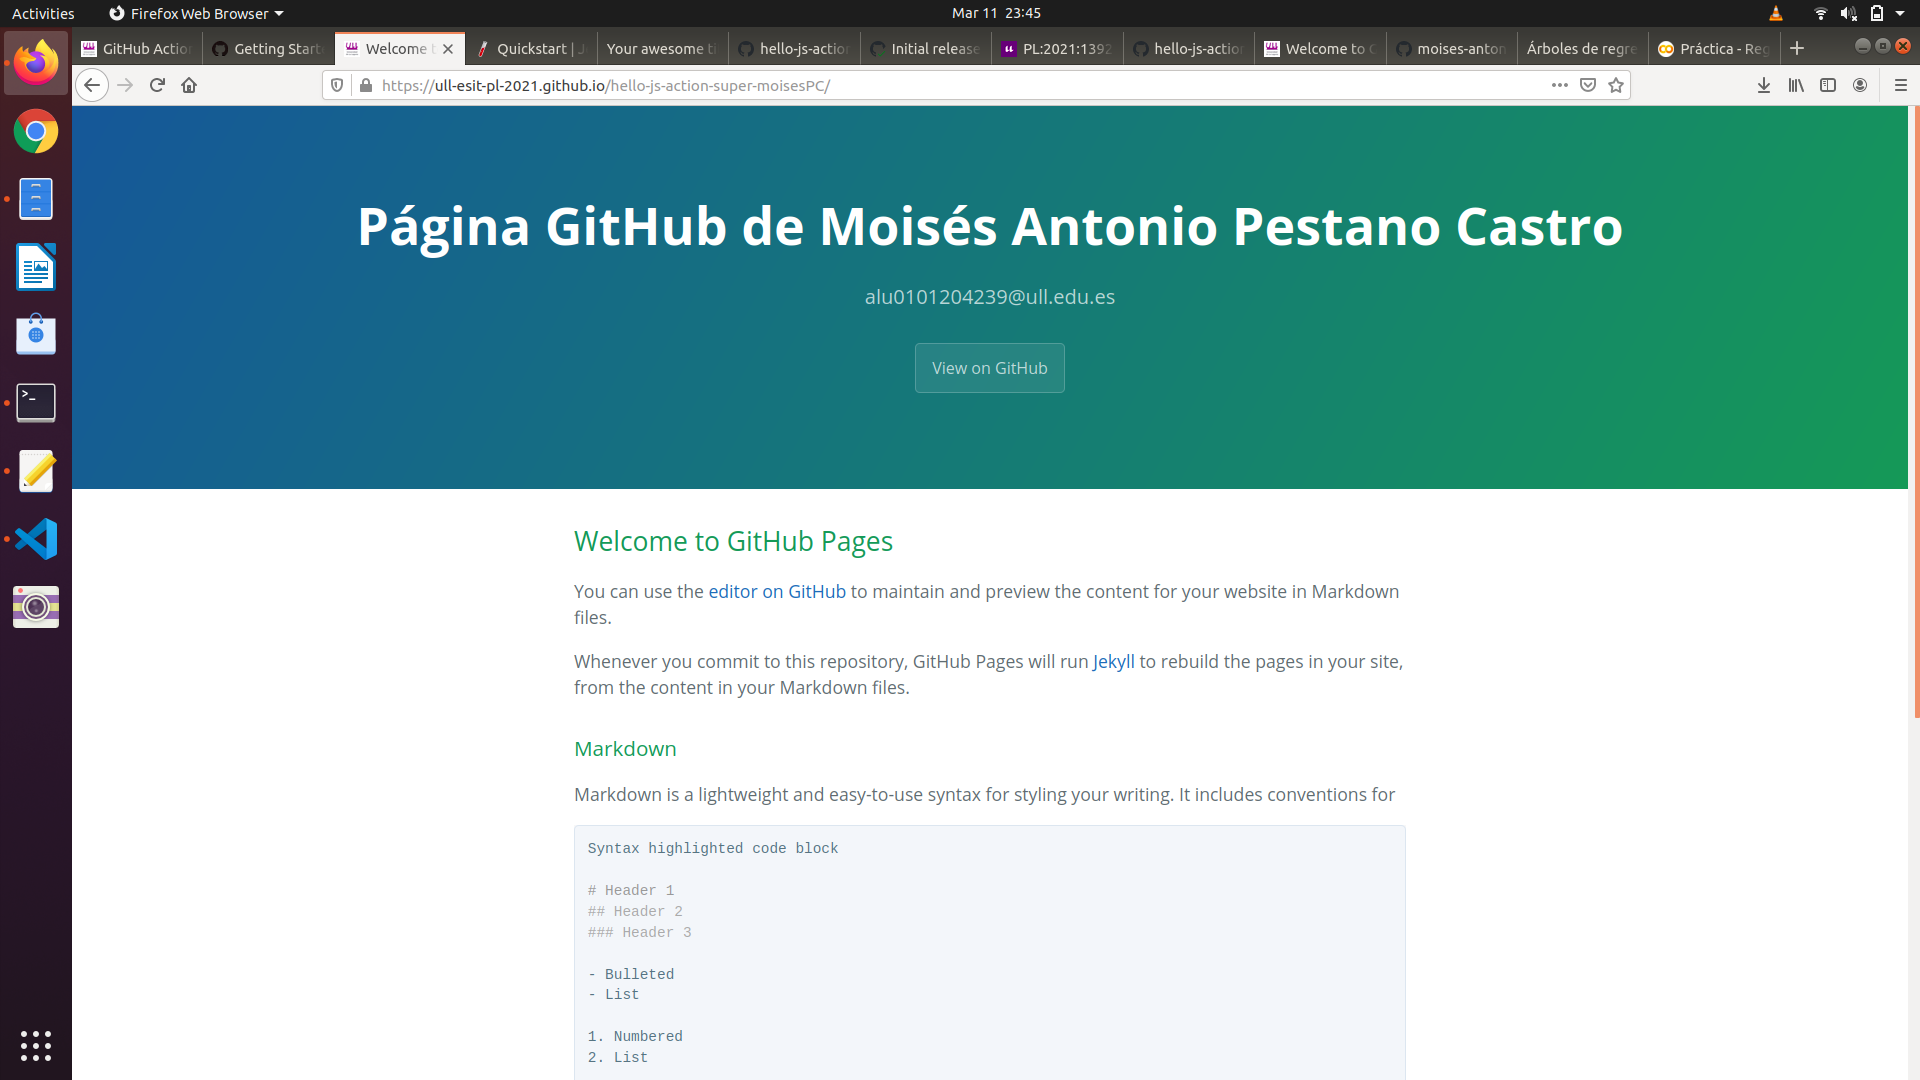 Activities
Firefox Web Browser
Mar 11 23:45
GitHub Action
Getting Starte
Welcome t
Quickstart | J
Your awesome ti
hello-js-action
Initial release
PL:2021:1392
hello-js-action
Welcome to G
moises-anton
Árboles de regre
Práctica - Reg
https://ull-esit-pl-2021.github.io/hello-js-action-super-moisesPC/
Página GitHub de Moisés Antonio Pestano Castro
alu0101204239@ull.edu.es
View on GitHub
Welcome to GitHub Pages
You can use the editor on GitHub to maintain and preview the content for your website in Markdown
files.
Whenever you commit to this repository, GitHub Pages will run Jekyll to rebuild the pages in your site,
from the content in your Markdown files.
Markdown
Markdown is a lightweight and easy-to-use syntax for styling your writing. It includes conventions for
Syntax highlighted code block
# Header 1
## Header 2
### Header 3
- Bulleted
- List
1. Numbered
2. List